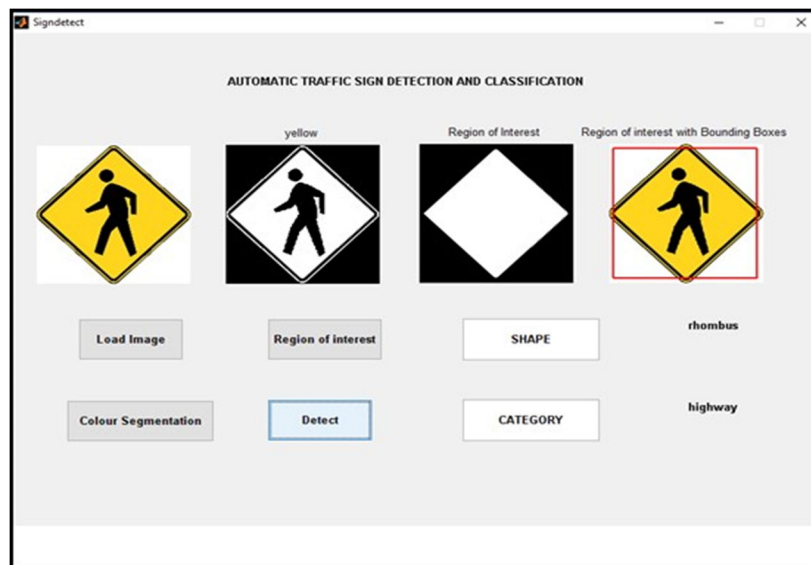 Signdetect
AUTOMATIC TRAFFIC SIGN DETECTION AND CLASSIFICATION
yellow
Region of Interest
Region of interest with Bounding Boxes
Load Image
Region of interest
SHAPE
rhombus
Colour Segmentation
Detect
CATEGORY
highway